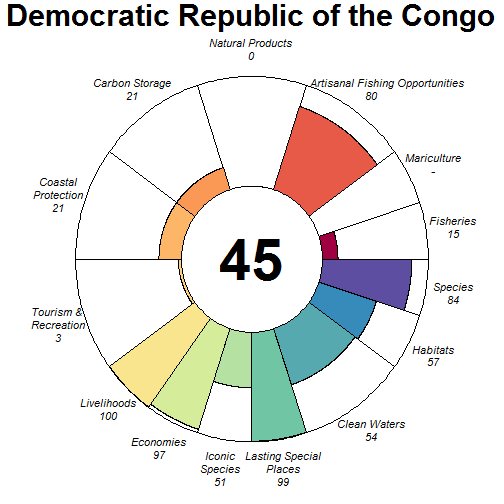 Democratic Republic of the Congo
Natural Products
0
Carbon Storage
21
Artisanal Fishing Opportunities
80
Mariculture
-
Coastal
Protection
21
Fisheries
15
45
Species
84
Tourism &
Recreation
3
Habitats
57
Livelihoods
100
Clean Waters
54
Economies
97
Iconic
Species
51
Lasting Special
Places
99